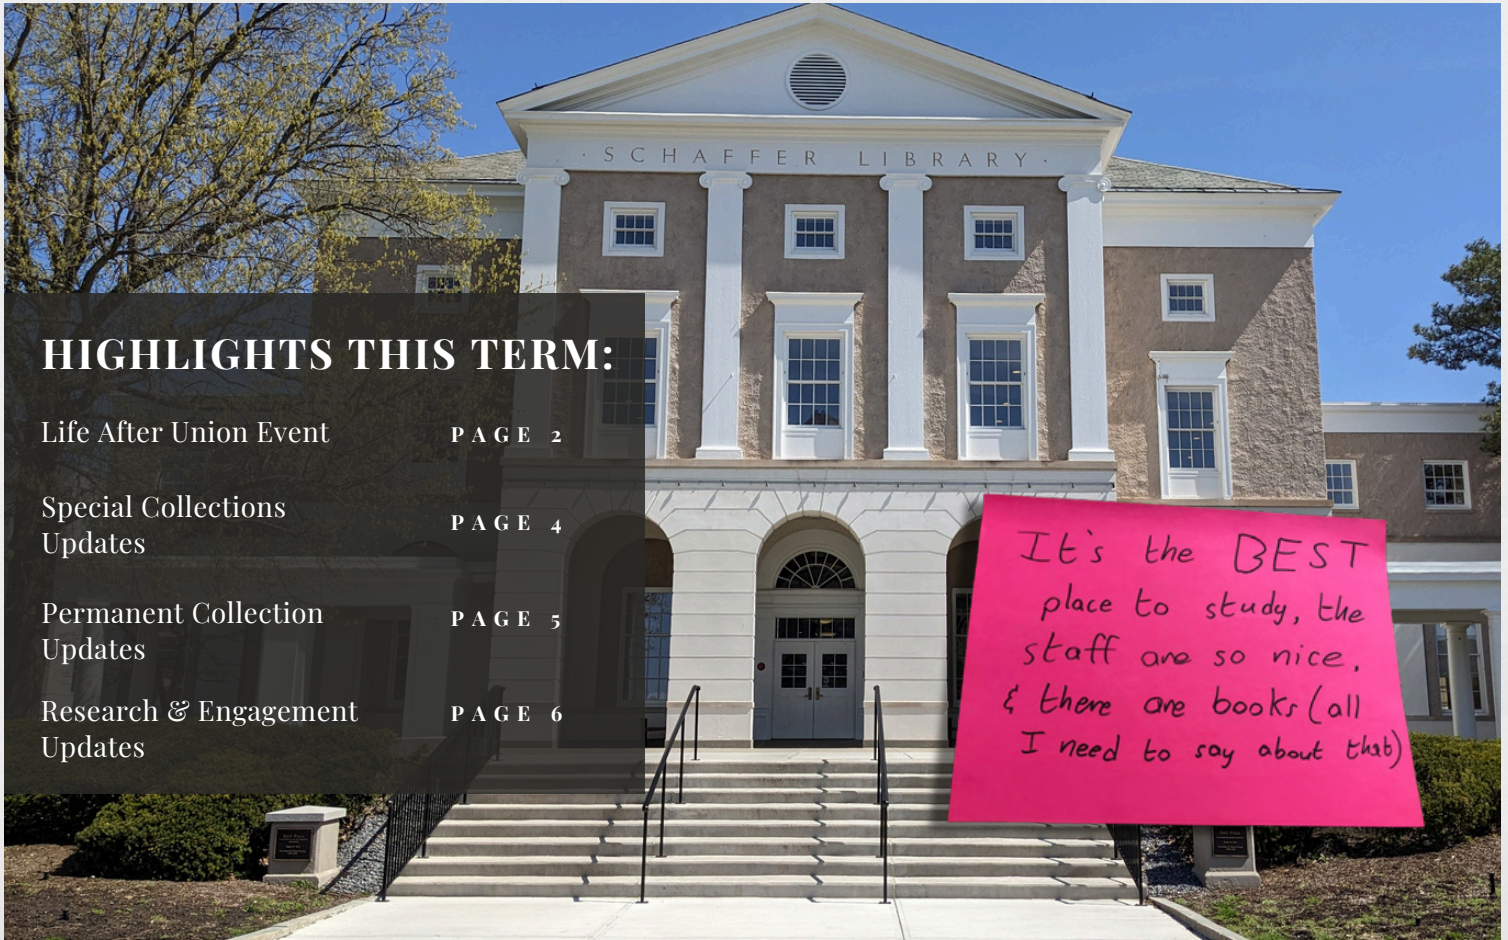 · SCHAFFER LIBRARY ·
HIGHLIGHTS THIS TERM:
Life After Union Event PAGE 2
Special Collections
Updates
PAGE 4
Permanent Collection
Updates
PAGE 5
Research & Engagement
Updates
PAGE 6
It's the BEST
place to study, the
staff are so nice,
& there are books (all
I need to say about that)